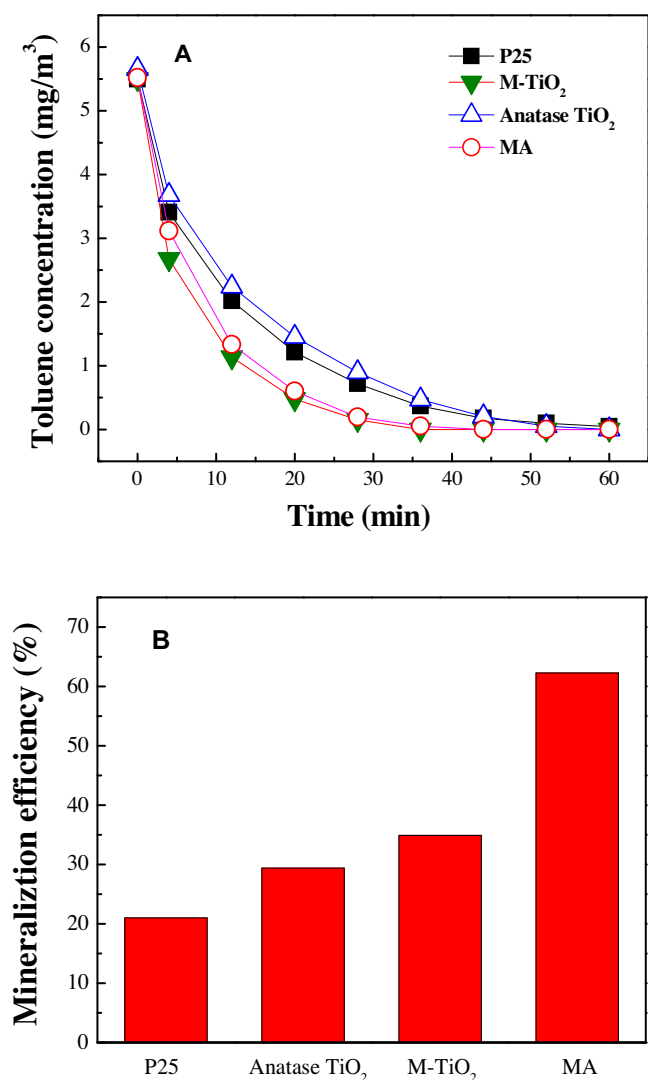 A
P25
M-TiO₂
Anatase TiO₂
MA
Toluene concentration (mg/m³)
6
5
4
3
2
1
0
0 10 20 30 40 50 60
Time (min)
B
Mineraliztion efficiency (%)
70
60
50
40
30
20
10
0
P25 Anatase TiO₂ M-TiO₂ MA